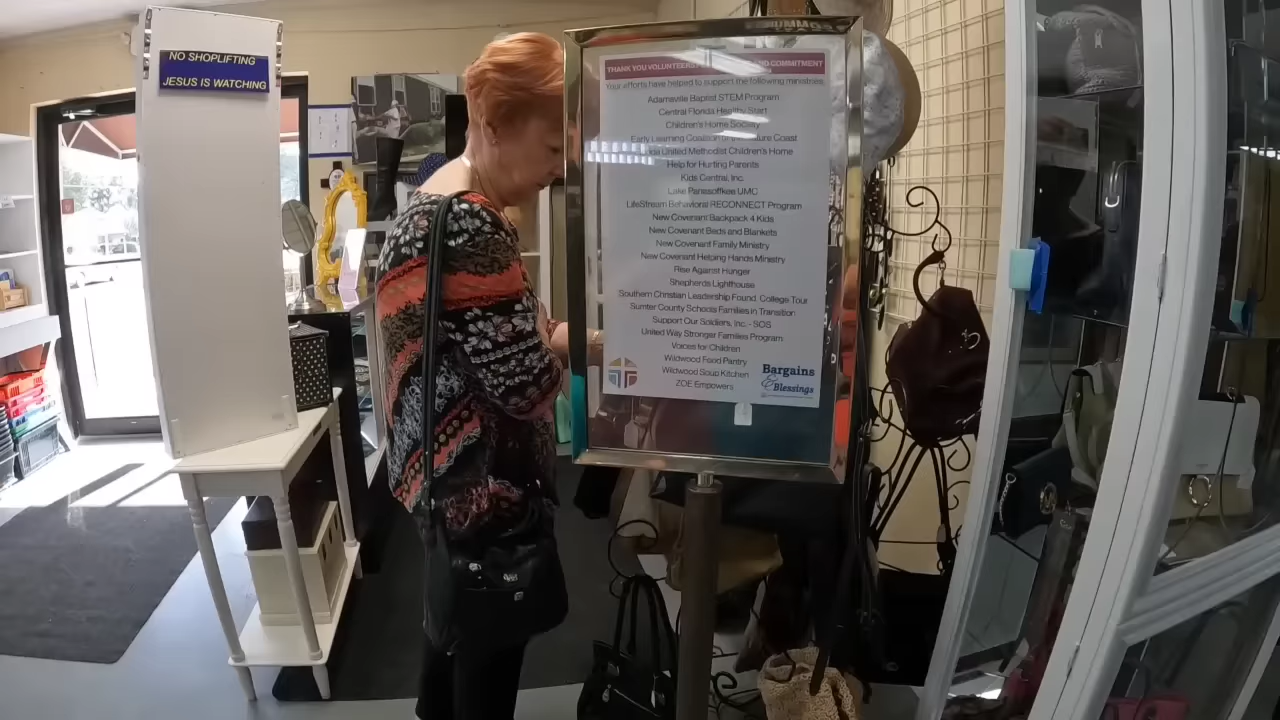 NO SHOPLIFTING
JESUS IS WATCHING
THANK YOU VOLUNTEERS AND COMMITMENT
Your efforts have helped to support the following ministries
Adamsville Baptist STEM Program
Central Florida Healthy Start
Children's Home Society
Early Learning Coalition ture Coast
United Methodist Children's Home
Help for Hurting Parents
Kids Central, Inc.
Lake Panasoffkee UMC
LifeStream Behavioral RECONNECT Program
New Covenant Backpack 4 Kids
New Covenant Beds and Blankets
New Covenant Family Ministry
New Covenant Helping Hands Ministry
Rise Against Hunger
Shepherds Lighthouse
Southern Christian Leadership Found. College Tour
Sumter County Schools Families in Transition
Support Our Soldiers, Inc. - SOS
United Way Stronger Families Program
Voices for Children
Wildwood Food Pantry
Wildwood Soup Kitchen
ZOE Empowers
Bargains
& Blessings